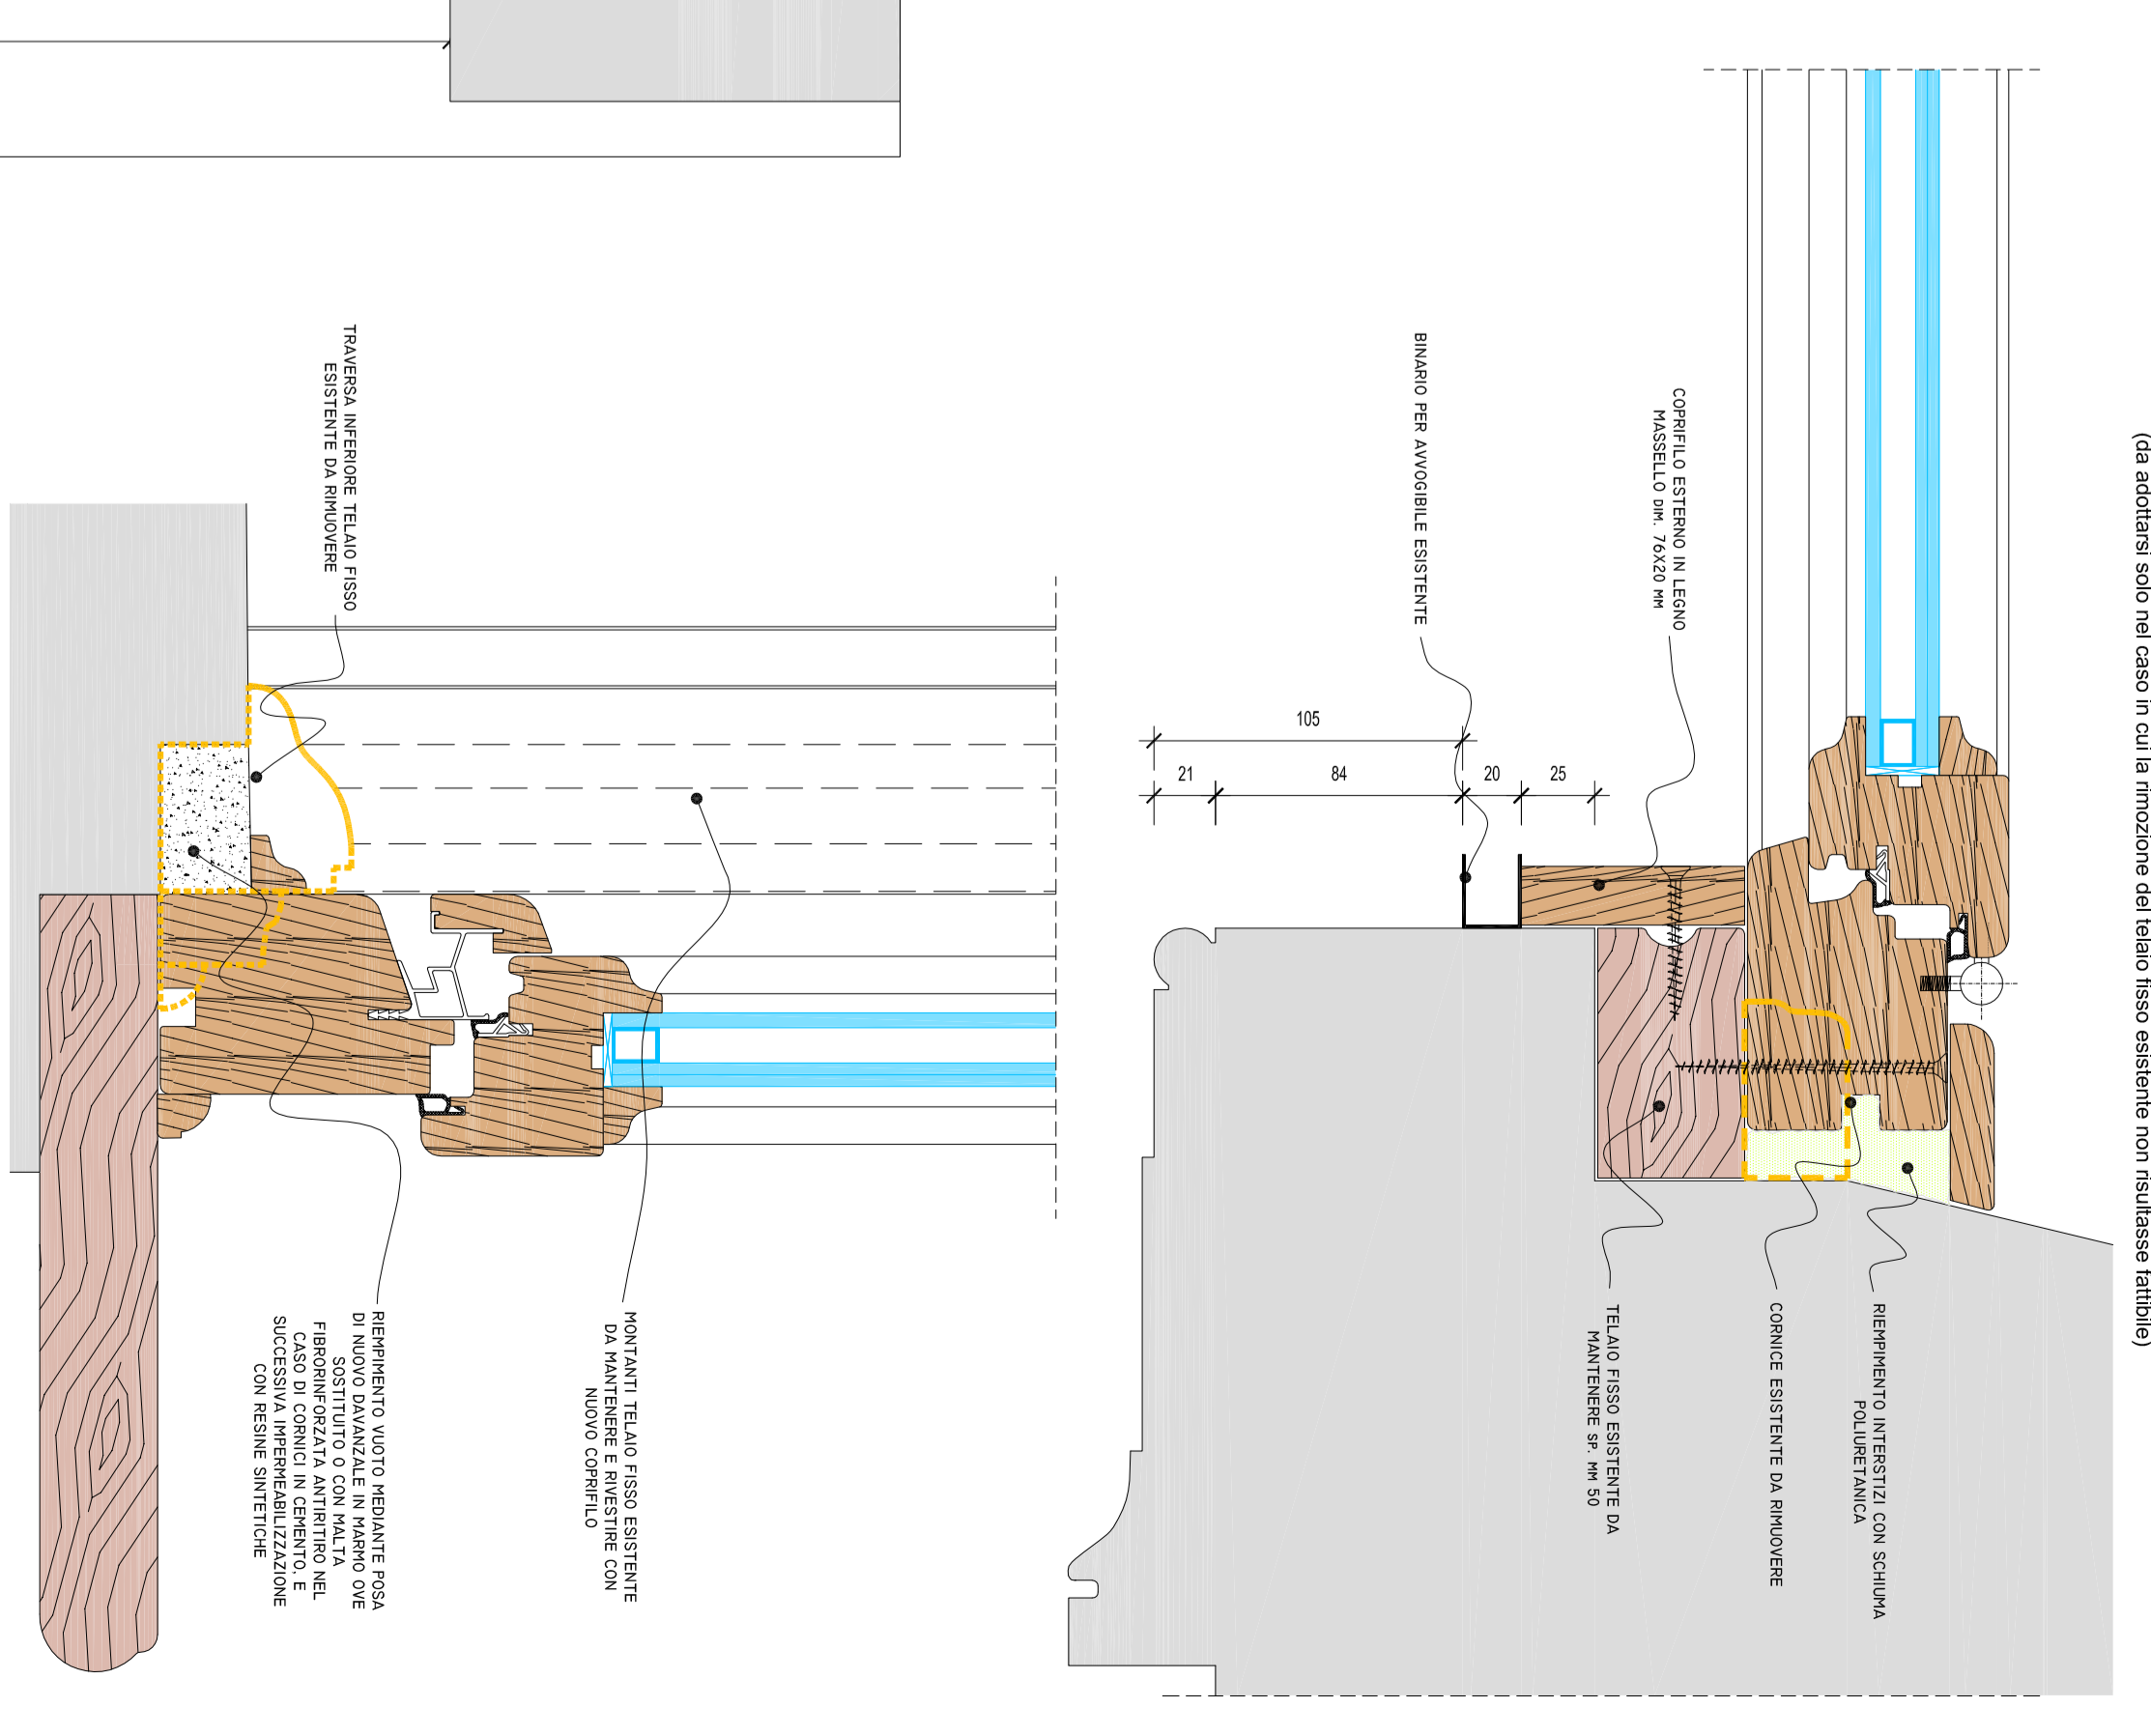 (da adottarsi solo nel caso in cui la rimozione del telaio fisso esistente non risultasse fattibile)
COPRIFILO ESTERNO IN LEGNO
MASSELLO DIM. 76X20 MM
BINARIO PER AVVOGIBILE ESISTENTE
105
21
84
20
25
RIEMPIMENTO INTERSTIZI CON SCHIUMA
POLIURETANICA
CORNICE ESISTENTE DA RIMUOVERE
TELAIO FISSO ESISTENTE DA
MANTENERE SP. MM 50
TRAVERSA INFERIORE TELAIO FISSO
ESISTENTE DA RIMUOVERE
MONTANTI TELAIO FISSO ESISTENTE
DA MANTENERE E RIVESTIRE CON
NUOVO COPRIFILO
RIEMPIMENTO VUOTO MEDIANTE POSA
DI NUOVO DAVANZALE IN MARMO OVE
SOSTITUITO O CON MALTA
FIBRORINFORZATA ANTIRITIRO NEL
CASO DI CORNICI IN CEMENTO, E
SUCCESSIVA IMPERMEABILIZZAZIONE
CON RESINE SINTETICHE